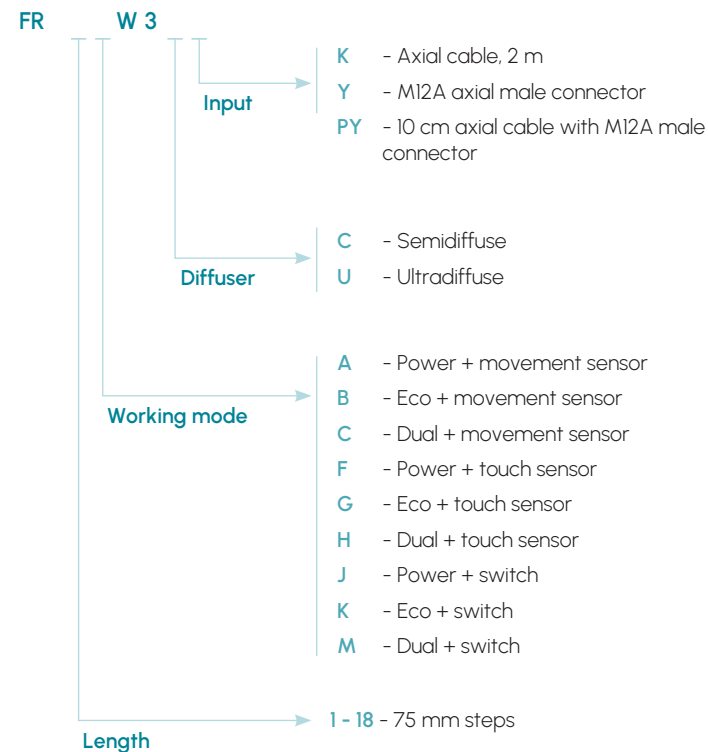 FR W 3
K - Axial cable, 2 m
Y - M12A axial male connector
Input
PY - 10 cm axial cable with M12A male
connector
C - Semidiffuse
Diffuser
U - Ultradiffuse
A - Power + movement sensor
B - Eco + movement sensor
Working mode
C - Dual + movement sensor
F - Power + touch sensor
G - Eco + touch sensor
H - Dual + touch sensor
J - Power + switch
K - Eco + switch
M - Dual + switch
1 - 18 - 75 mm steps
Length